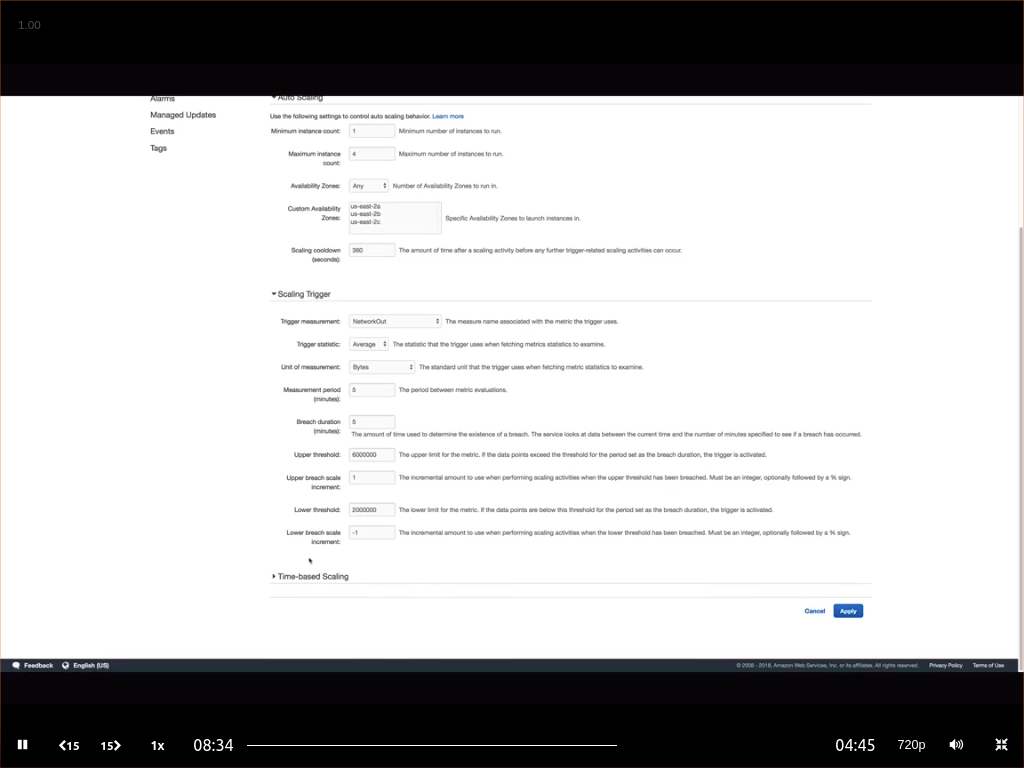 1.00
Alarms
Managed Updates
Events
Tags
Auto Scaling
Use the following settings to control auto scaling behavior. Learn more
Minimum instance count: 1 Minimum number of instances to run.
Maximum instance count: 4 Maximum number of instances to run.
Availability Zones: Any Number of Availability Zones to run in.
Custom Availability Zones:
us-east-2a
us-east-2b
us-east-2c
Specific Availability Zones to launch instances in.
Scaling cooldown (seconds): 360 The amount of time after a scaling activity before any further trigger-related scaling activities can occur.
Scaling Trigger
Trigger measurement: NetworkOut The measure name associated with the metric the trigger uses.
Trigger statistic: Average The statistic that the trigger uses when fetching metrics statistics to examine.
Unit of measurement: Bytes The standard unit that the trigger uses when fetching metric statistics to examine.
Measurement period (minutes): 5 The period between metric evaluations.
Breach duration (minutes): 5
The amount of time used to determine the existence of a breach. The service looks at data between the current time and the number of minutes specified to see if a breach has occurred.
Upper threshold: 6000000 The upper limit for the metric. If the data points exceed the threshold for the period set as the breach duration, the trigger is activated.
Upper breach scale increment: 1 The incremental amount to use when performing scaling activities when the upper threshold has been breached. Must be an integer, optionally followed by a % sign.
Lower threshold: 2000000 The lower limit for the metric. If the data points are below this threshold for the period set as the breach duration, the trigger is activated.
Lower breach scale increment: -1 The incremental amount to use when performing scaling activities when the lower threshold has been breached. Must be an integer, optionally followed by a % sign.
Time-based Scaling
Cancel Apply
Feedback English (US) © 2008 - 2018, Amazon Web Services, Inc. or its affiliates. All rights reserved. Privacy Policy Terms of Use
15 15 1x 08:34 04:45 720p